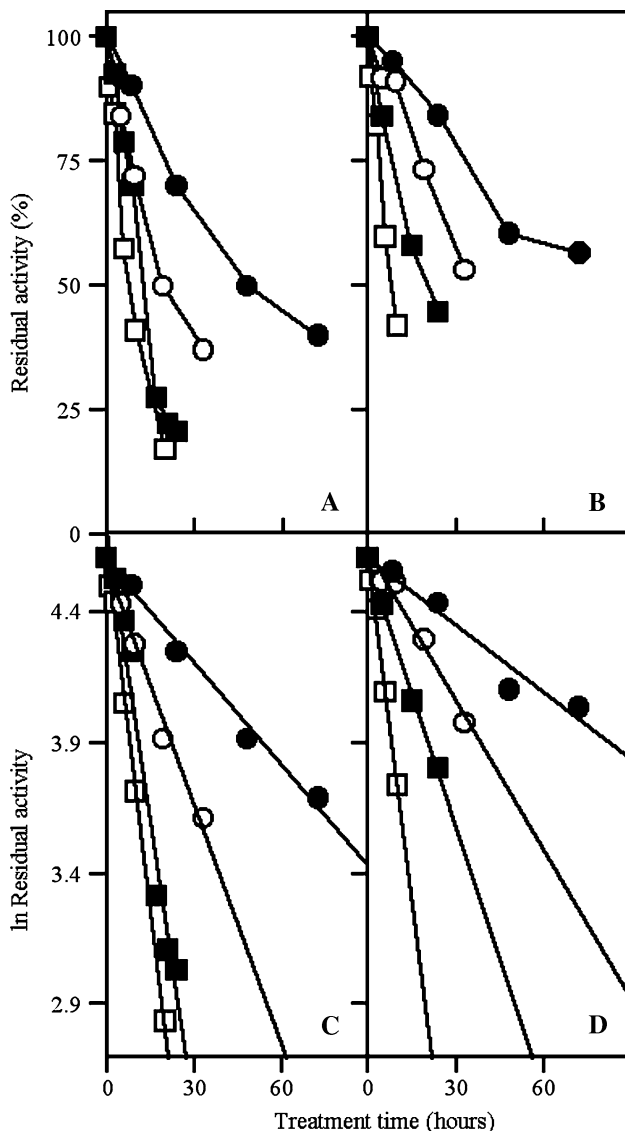 100
75
50
25
0
Residual activity (%)
A
B
4.4
3.9
3.4
2.9
ln Residual activity
C
D
0
30
60
0
30
60
Treatment time (hours)